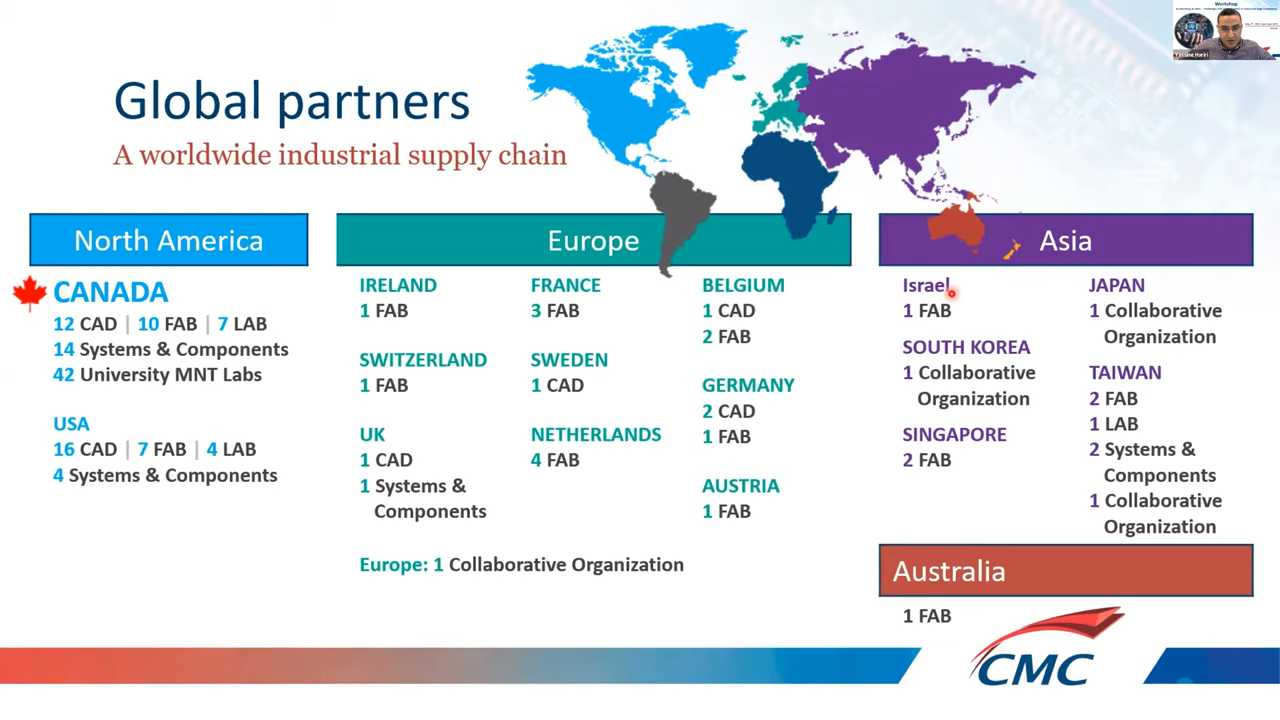 Workshop
Yassine Hariri
Global partners
A worldwide industrial supply chain
North America
CANADA
12 CAD | 10 FAB | 7 LAB
14 Systems & Components
42 University MNT Labs
USA
16 CAD | 7 FAB | 4 LAB
4 Systems & Components
Europe
IRELAND
1 FAB
SWITZERLAND
1 FAB
UK
1 CAD
1 Systems &
Components
FRANCE
3 FAB
SWEDEN
1 CAD
NETHERLANDS
4 FAB
BELGIUM
1 CAD
2 FAB
GERMANY
2 CAD
1 FAB
AUSTRIA
1 FAB
Europe: 1 Collaborative Organization
Asia
Israel
1 FAB
SOUTH KOREA
1 Collaborative
Organization
SINGAPORE
2 FAB
JAPAN
1 Collaborative
Organization
TAIWAN
2 FAB
1 LAB
2 Systems &
Components
1 Collaborative
Organization
Australia
1 FAB
CMC